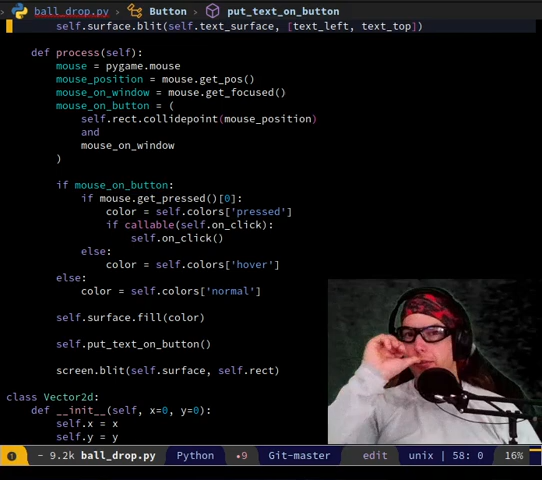 ball_drop.py › Button › put_text_on_button
self.surface.blit(self.text_surface, [text_left, text_top])
def process(self):
mouse = pygame.mouse
mouse_position = mouse.get_pos()
mouse_on_window = mouse.get_focused()
mouse_on_button = (
self.rect.collidepoint(mouse_position)
and
mouse_on_window
)
if mouse_on_button:
if mouse.get_pressed()[0]:
color = self.colors['pressed']
if callable(self.on_click):
self.on_click()
else:
color = self.colors['hover']
else:
color = self.colors['normal']
self.surface.fill(color)
self.put_text_on_button()
screen.blit(self.surface, self.rect)
class Vector2d:
def __init__(self, x=0, y=0):
self.x = x
self.y = y
- 9.2k ball_drop.py Python •9 Git-master edit unix | 58: 0 16%